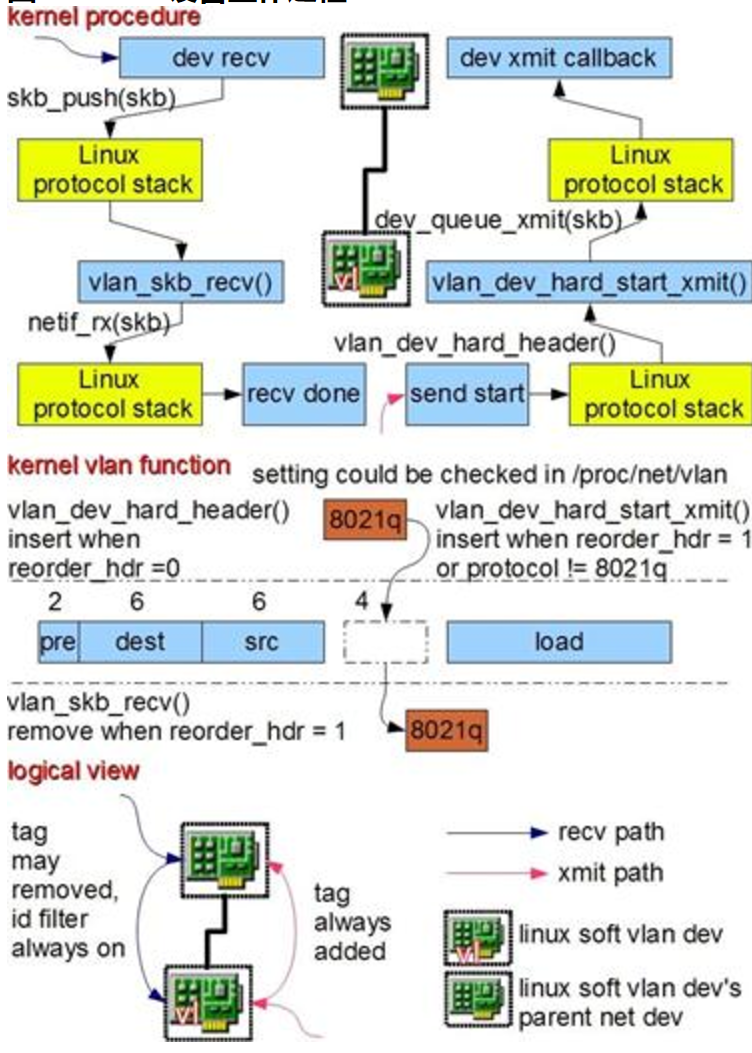 kernel procedure
dev recv
dev xmit callback
skb_push(skb)
Linux
protocol stack
Linux
protocol stack
dev_queue_xmit(skb)
vl
vlan_skb_recv()
vlan_dev_hard_start_xmit()
netif_rx(skb)
vlan_dev_hard_header()
Linux
protocol stack
recv done
send start
Linux
protocol stack
kernel vlan function
setting could be checked in /proc/net/vlan
vlan_dev_hard_header()
insert when
reorder_hdr =0
8021q
vlan_dev_hard_start_xmit()
insert when reorder_hdr = 1
or protocol != 8021q
2 6 6 4
pre dest src load
vlan_skb_recv()
remove when reorder_hdr = 1
8021q
logical view
tag
may
removed,
id filter
always on
tag
always
added
vl
recv path
xmit path
vl
linux soft vlan dev
linux soft vlan dev's
parent net dev